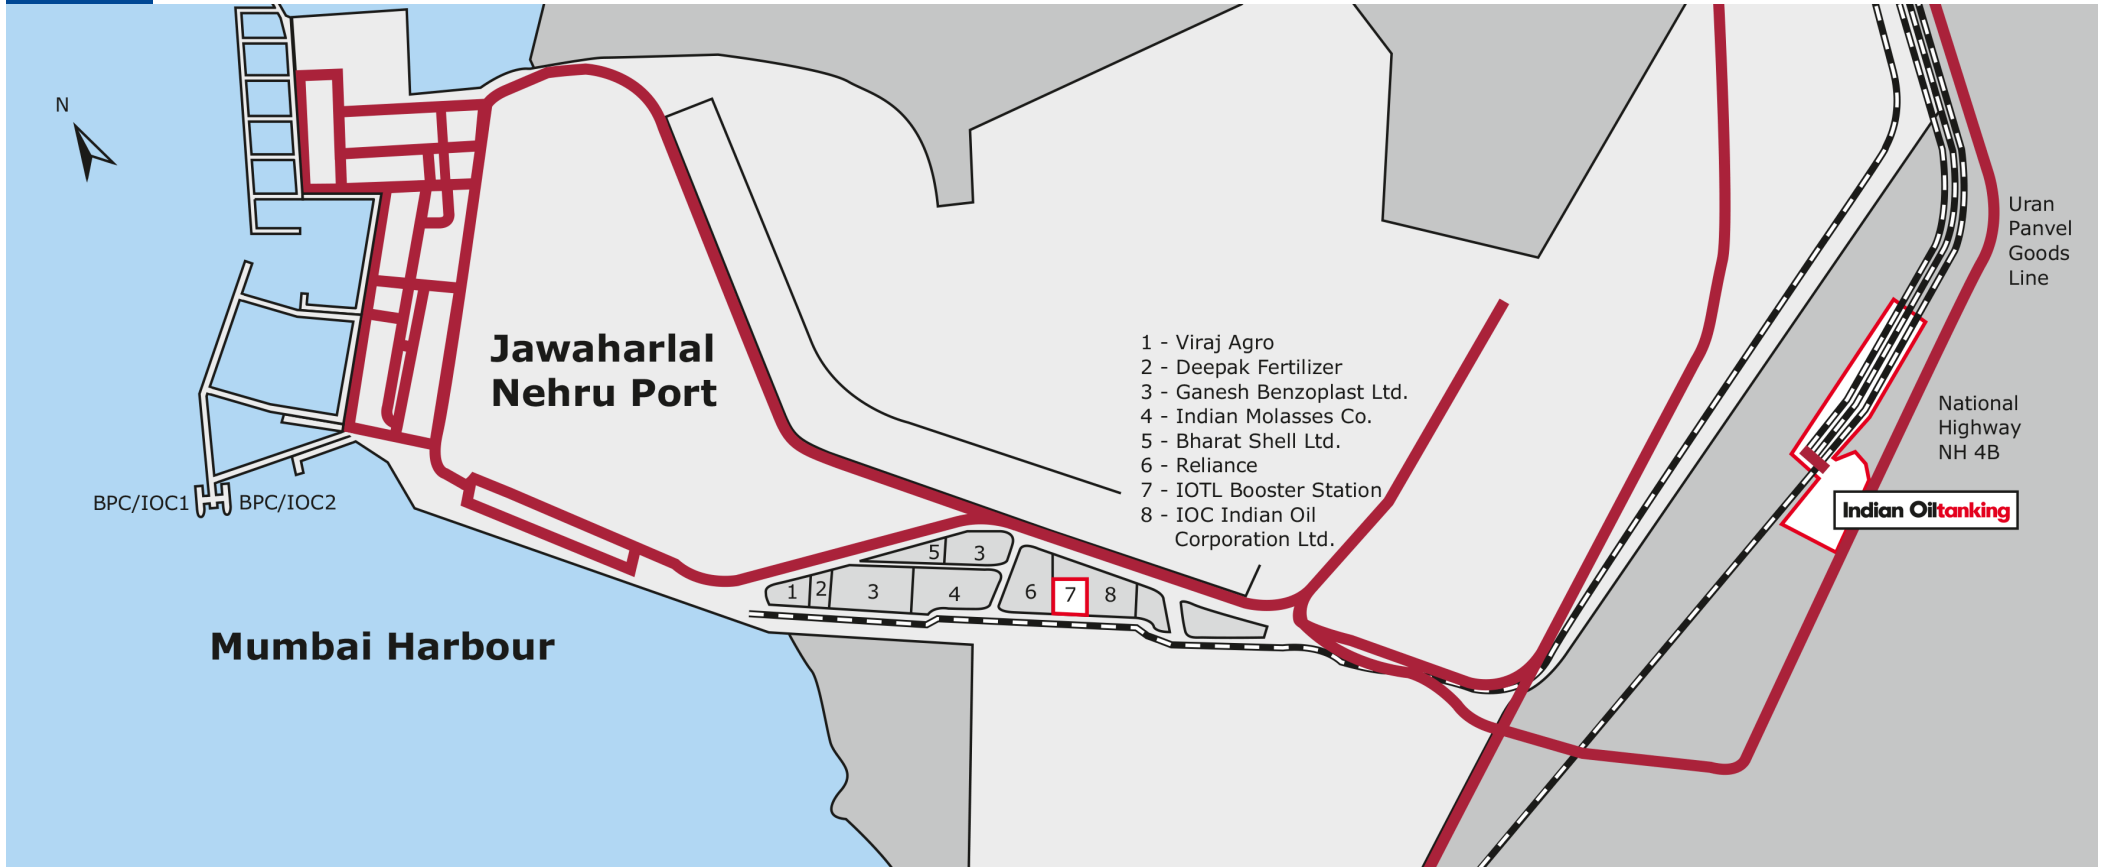 N
Jawaharlal
Nehru Port
Mumbai Harbour
BPC/IOC1
BPC/IOC2
1 - Viraj Agro
2 - Deepak Fertilizer
3 - Ganesh Benzoplast Ltd.
4 - Indian Molasses Co.
5 - Bharat Shell Ltd.
6 - Reliance
7 - IOTL Booster Station
8 - IOC Indian Oil
Corporation Ltd.
5
3
1
2
3
4
6
7
8
Uran
Panvel
Goods
Line
National
Highway
NH 4B
Indian Oiltanking